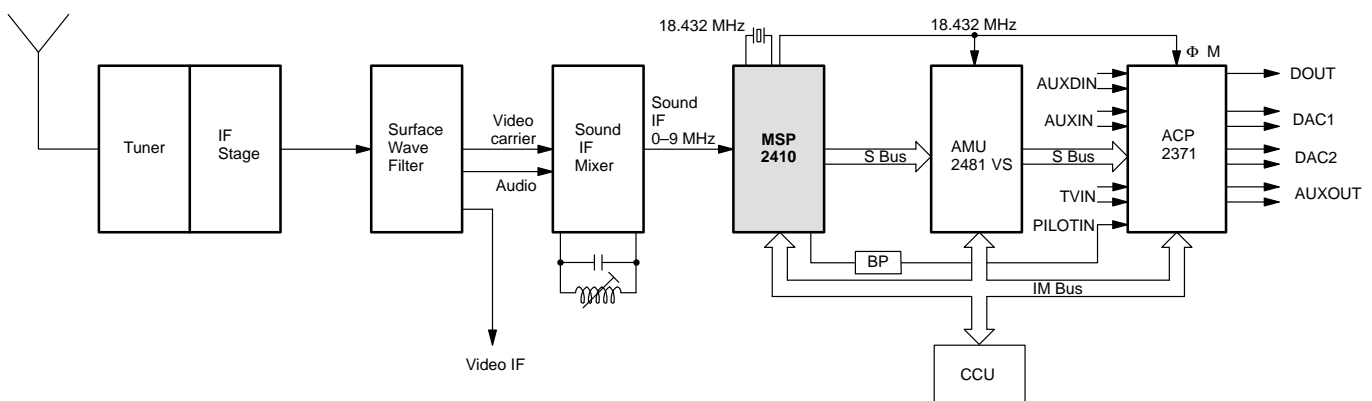 18.432 MHz
18.432 MHz
Φ M
Tuner
IF
Stage
Surface
Wave
Filter
Video
carrier
Audio
Sound
IF
Mixer
Sound
IF
0–9 MHz
MSP
2410
S Bus
AMU
2481 VS
S Bus
AUXDIN
AUXIN
TVIN
PILOTIN
ACP
2371
DOUT
DAC1
DAC2
AUXOUT
BP
IM Bus
Video IF
CCU